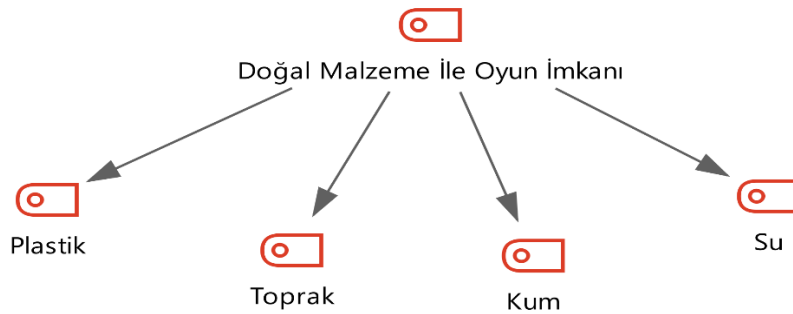 Doğal Malzeme İle Oyun İmkanı
Plastik
Toprak
Kum
Su